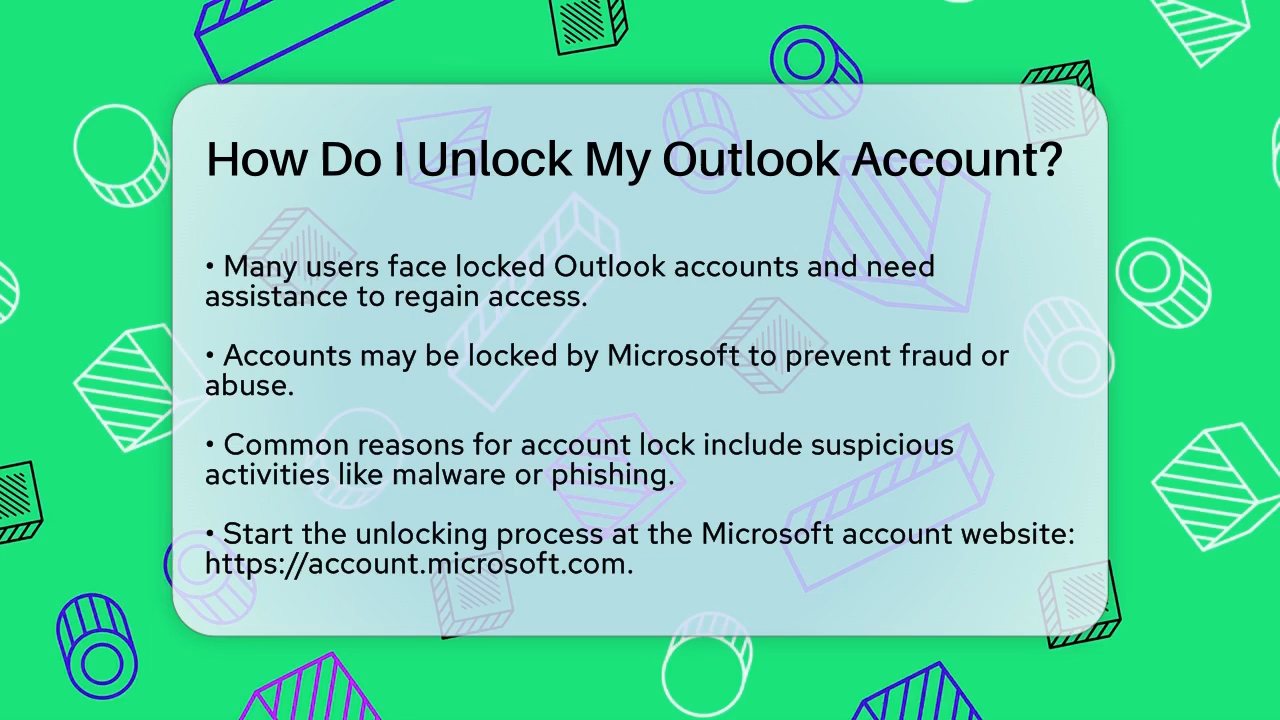 How Do I Unlock My Outlook Account?
• Many users face locked Outlook accounts and need
assistance to regain access.
• Accounts may be locked by Microsoft to prevent fraud or
abuse.
• Common reasons for account lock include suspicious
activities like malware or phishing.
• Start the unlocking process at the Microsoft account website:
https://account.microsoft.com.